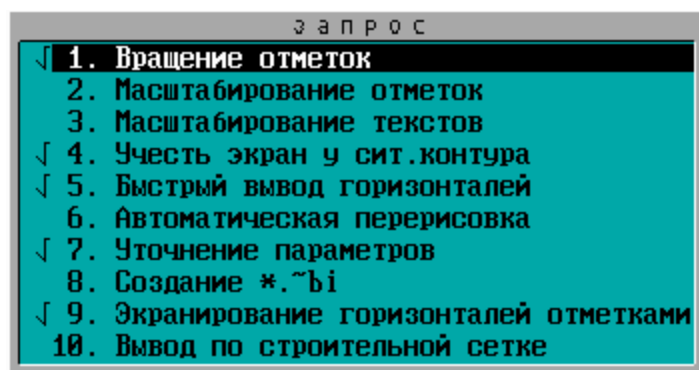 запрос
√ 1. Вращение отметок
2. Масштабирование отметок
3. Масштабирование текстов
√ 4. Учесть экран у сит.контура
√ 5. Быстрый вывод горизонталей
6. Автоматическая перерисовка
√ 7. Уточнение параметров
8. Создание *.~bi
√ 9. Экранирование горизонталей отметками
10. Вывод по строительной сетке